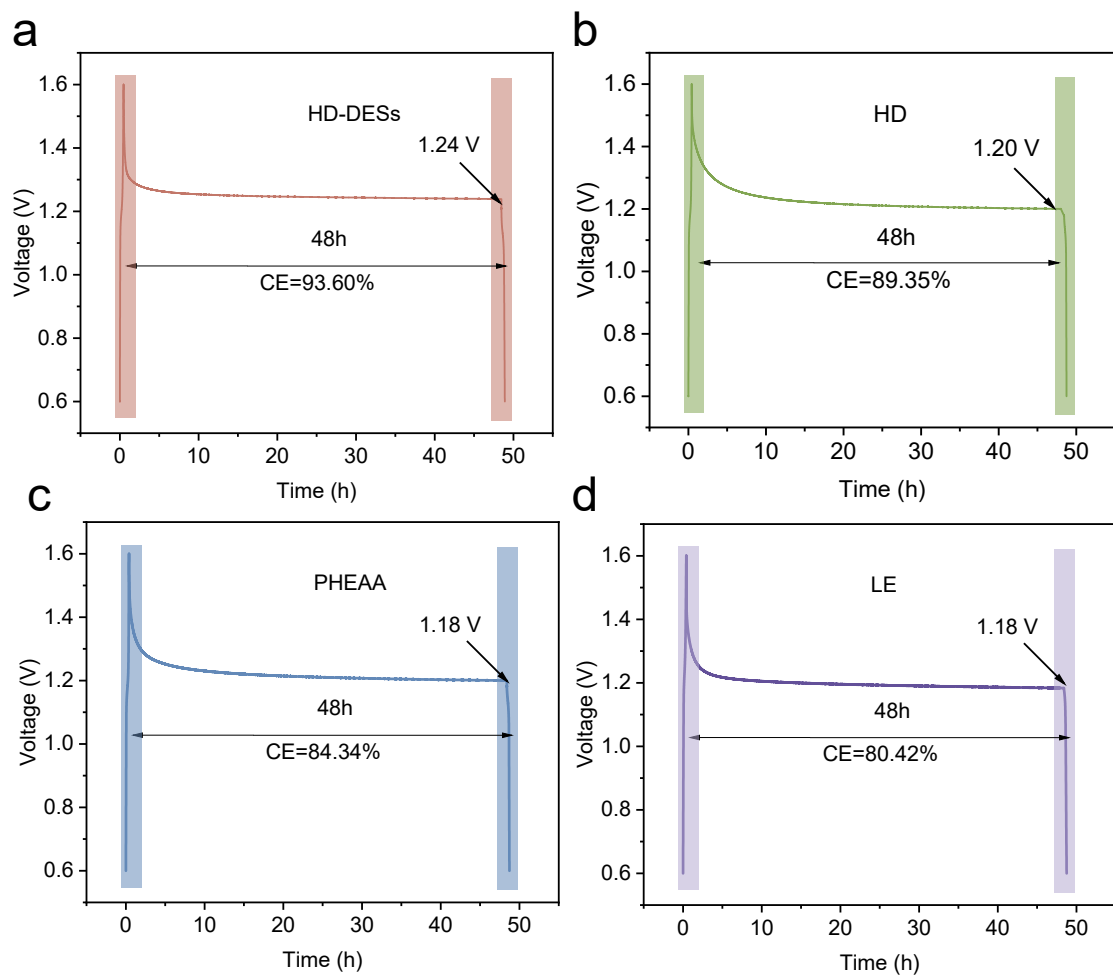 a
HD-DESs
1.24 V
48h
CE=93.60%
Voltage (V)
1.6
1.4
1.2
1.0
0.8
0.6
0 10 20 30 40 50
Time (h)
b
HD
1.20 V
48h
CE=89.35%
Voltage (V)
1.6
1.4
1.2
1.0
0.8
0.6
0 10 20 30 40 50
Time (h)
c
PHEAA
1.18 V
48h
CE=84.34%
Voltage (V)
1.6
1.4
1.2
1.0
0.8
0.6
0 10 20 30 40 50
Time (h)
d
LE
1.18 V
48h
CE=80.42%
Voltage (V)
1.6
1.4
1.2
1.0
0.8
0.6
0 10 20 30 40 50
Time (h)